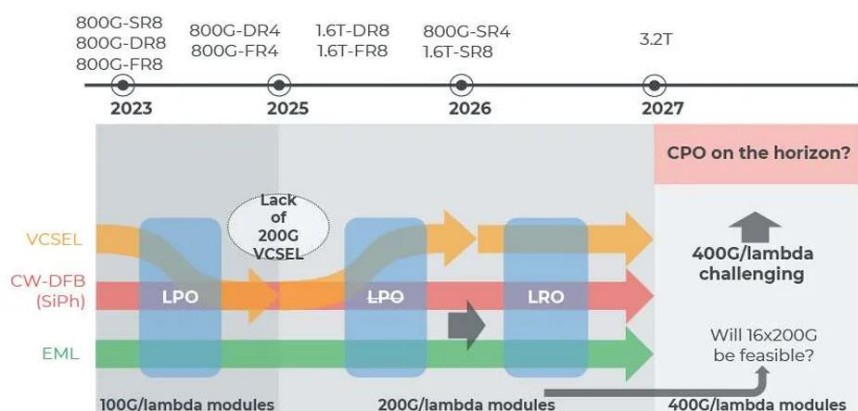 800G-SR8
800G-DR8
800G-FR8
800G-DR4
800G-FR4
1.6T-DR8
1.6T-FR8
800G-SR4
1.6T-SR8
3.2T
2023
2025
2026
2027
CPO on the horizon?
Lack
of
200G
VCSEL
VCSEL
400G/lambda
challenging
CW-DFB
(SiPh)
LPO
LPO
LRO
EML
Will 16x200G
be feasible?
100G/lambda modules
200G/lambda modules
400G/lambda modules